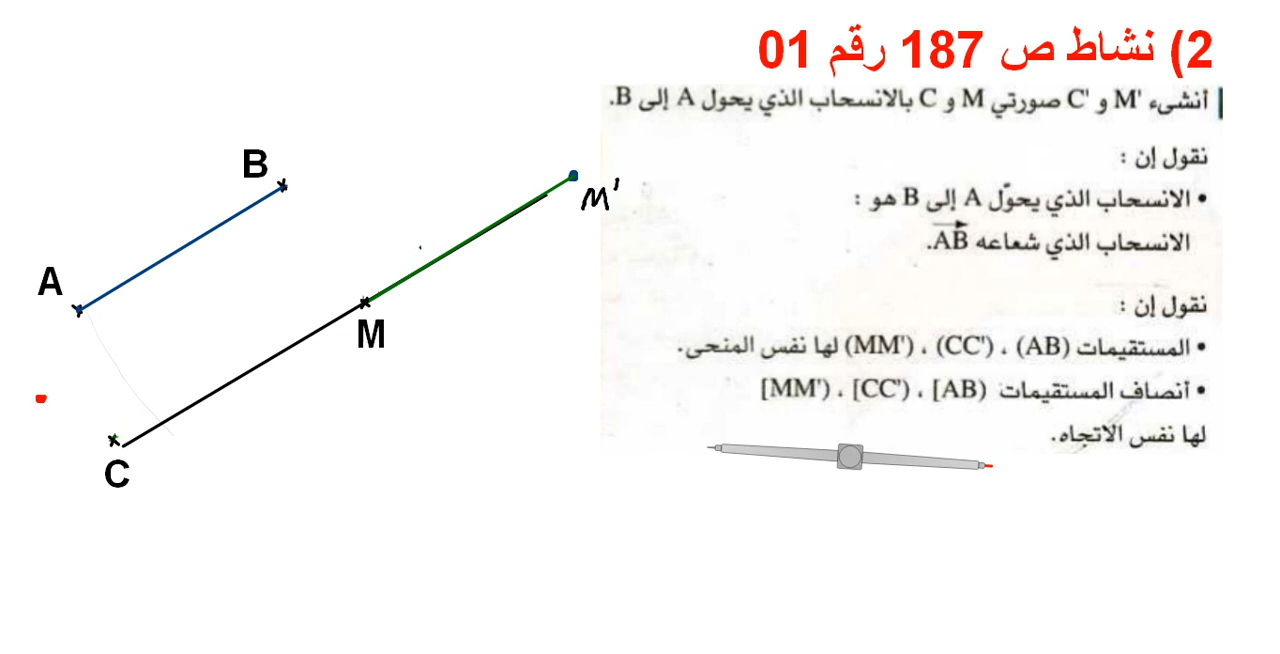 2) نشاط ص 187 رقم 01
أنشىء 'M و 'C صورتي M و C بالانسحاب الذي يحول A إلى B.
نقول إن :
• الانسحاب الذي يحوّل A إلى B هو :
الانسحاب الذي شعاعه AB.
نقول إن :
• المستقيمات (AB) ، (CC') ، (MM') لها نفس المنحى.
• أنصاف المستقيمات [AB) ، [CC') ، [MM')
لها نفس الاتجاه.
B
M'
A
M
C